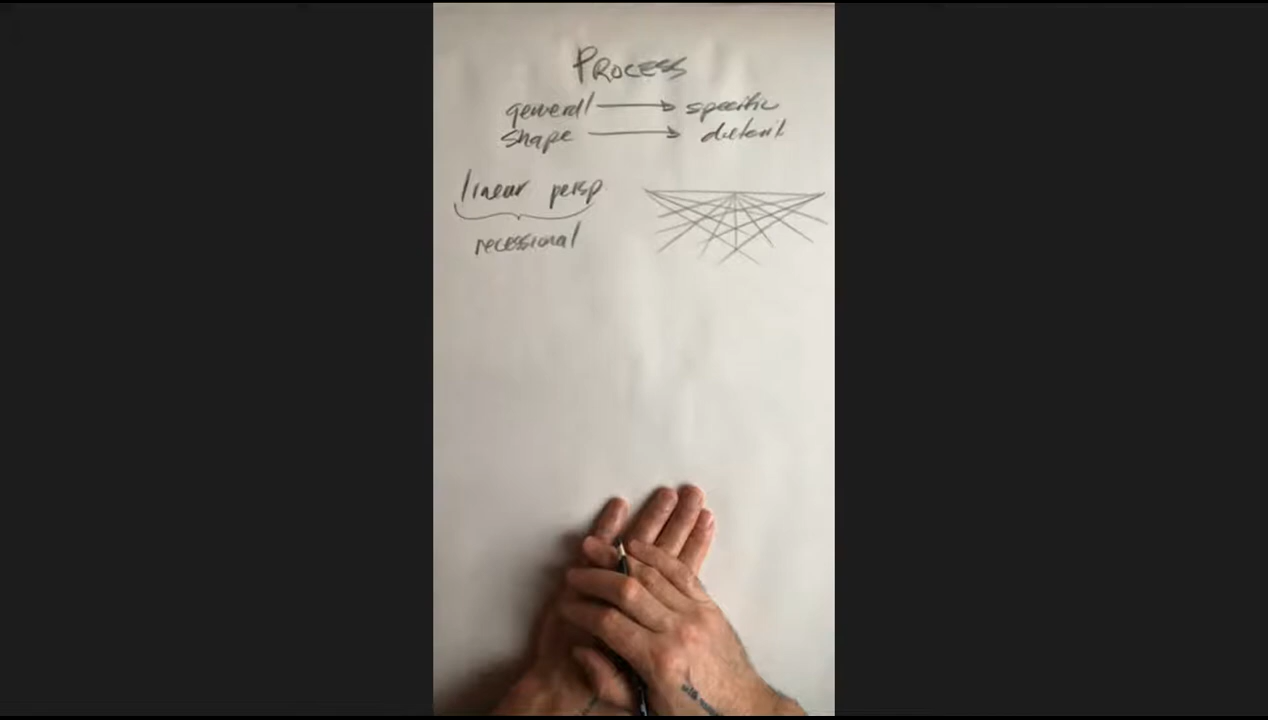 PROCESS
general → specific
shape → detail
linear persp
recessional